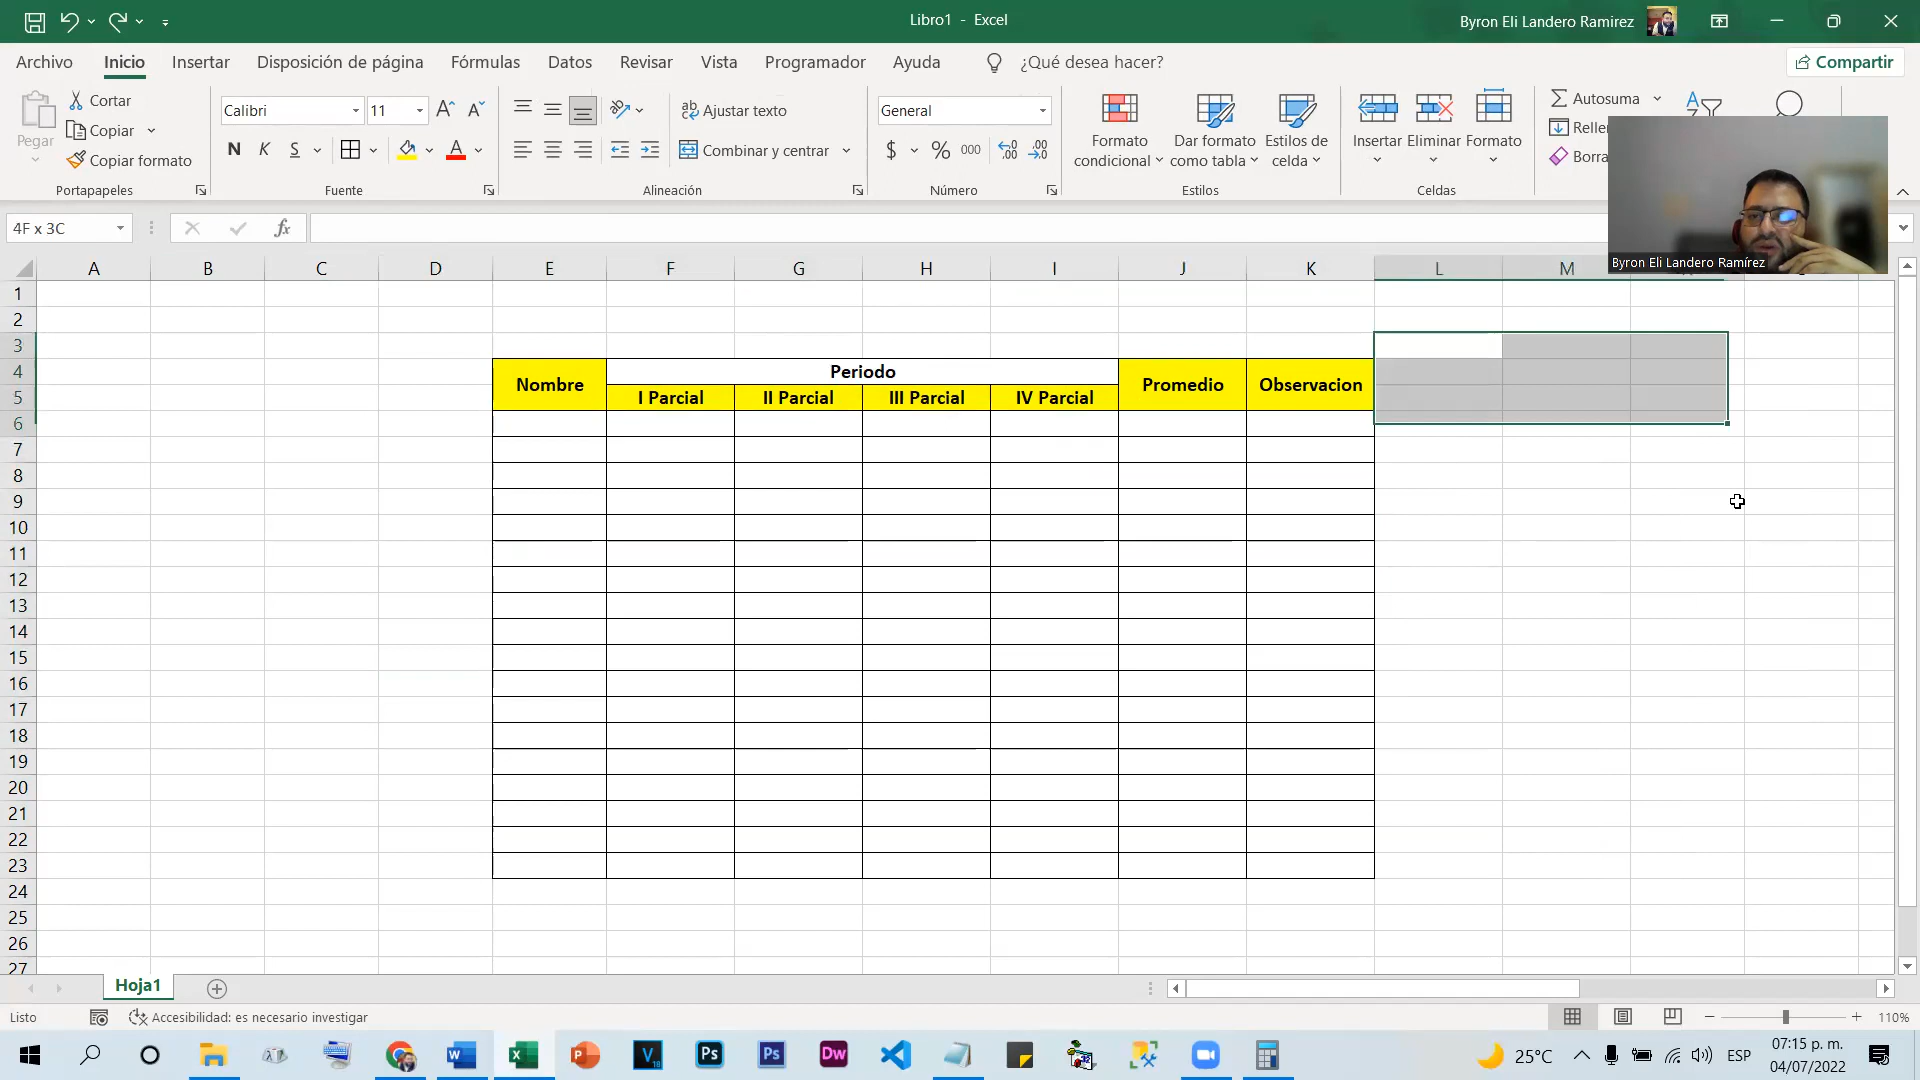 Libro1 - Excel
Byron Eli Landero Ramirez
Archivo Inicio Insertar Disposición de página Fórmulas Datos Revisar Vista Programador Ayuda ¿Qué desea hacer? Compartir
Pegar
Cortar
Copiar
Copiar formato
Portapapeles
Calibri 11
N K S A
Fuente
Ajustar texto
Combinar y centrar
Alineación
General
$ % 000
Número
Formato condicional
Dar formato como tabla
Estilos de celda
Estilos
Insertar Eliminar Formato
Celdas
Autosuma
Relle
Borra
Byron Eli Landero Ramírez
4F x 3C
fx
A B C D E F G H I J K L M
1
2
3
4 Nombre Periodo Promedio Observacion
5 I Parcial II Parcial III Parcial IV Parcial
6
7
8
9
10
11
12
13
14
15
16
17
18
19
20
21
22
23
24
25
26
27
Hoja1
Listo Accesibilidad: es necesario investigar 110%
25°C ESP 07:15 p. m.
04/07/2022